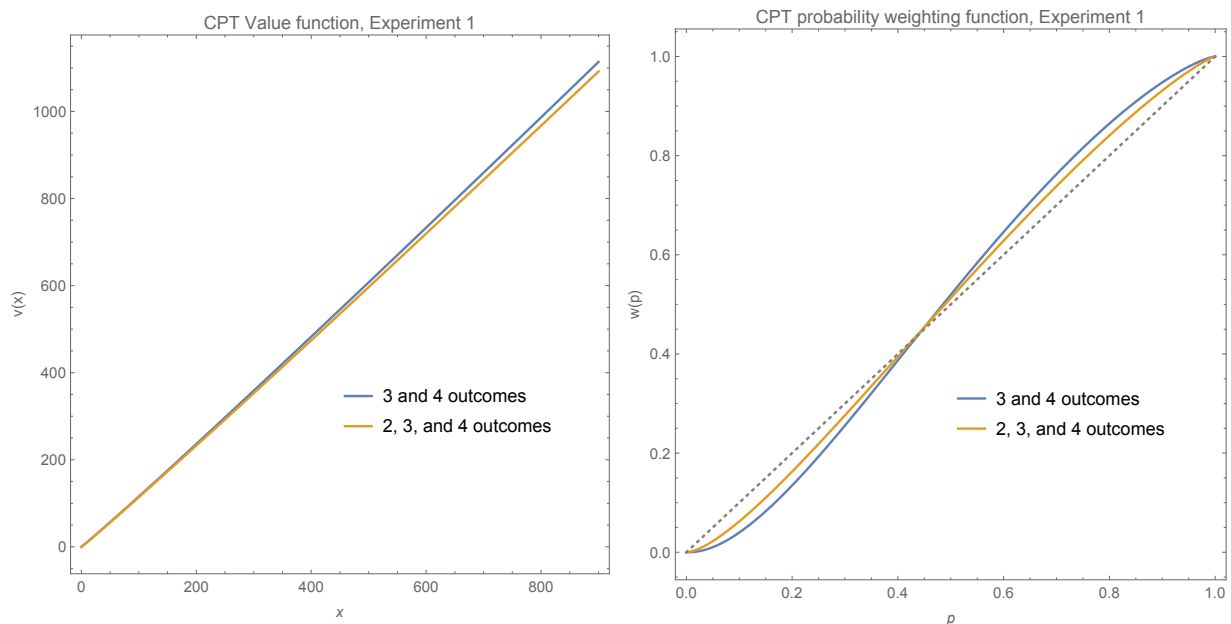 CPT Value function, Experiment 1
1000
800
600
400
200
0
v(x)
3 and 4 outcomes
2, 3, and 4 outcomes
0
200
400
600
800
x
CPT probability weighting function, Experiment 1
1.0
0.8
0.6
0.4
0.2
0.0
w(p)
3 and 4 outcomes
2, 3, and 4 outcomes
0.0
0.2
0.4
0.6
0.8
1.0
p